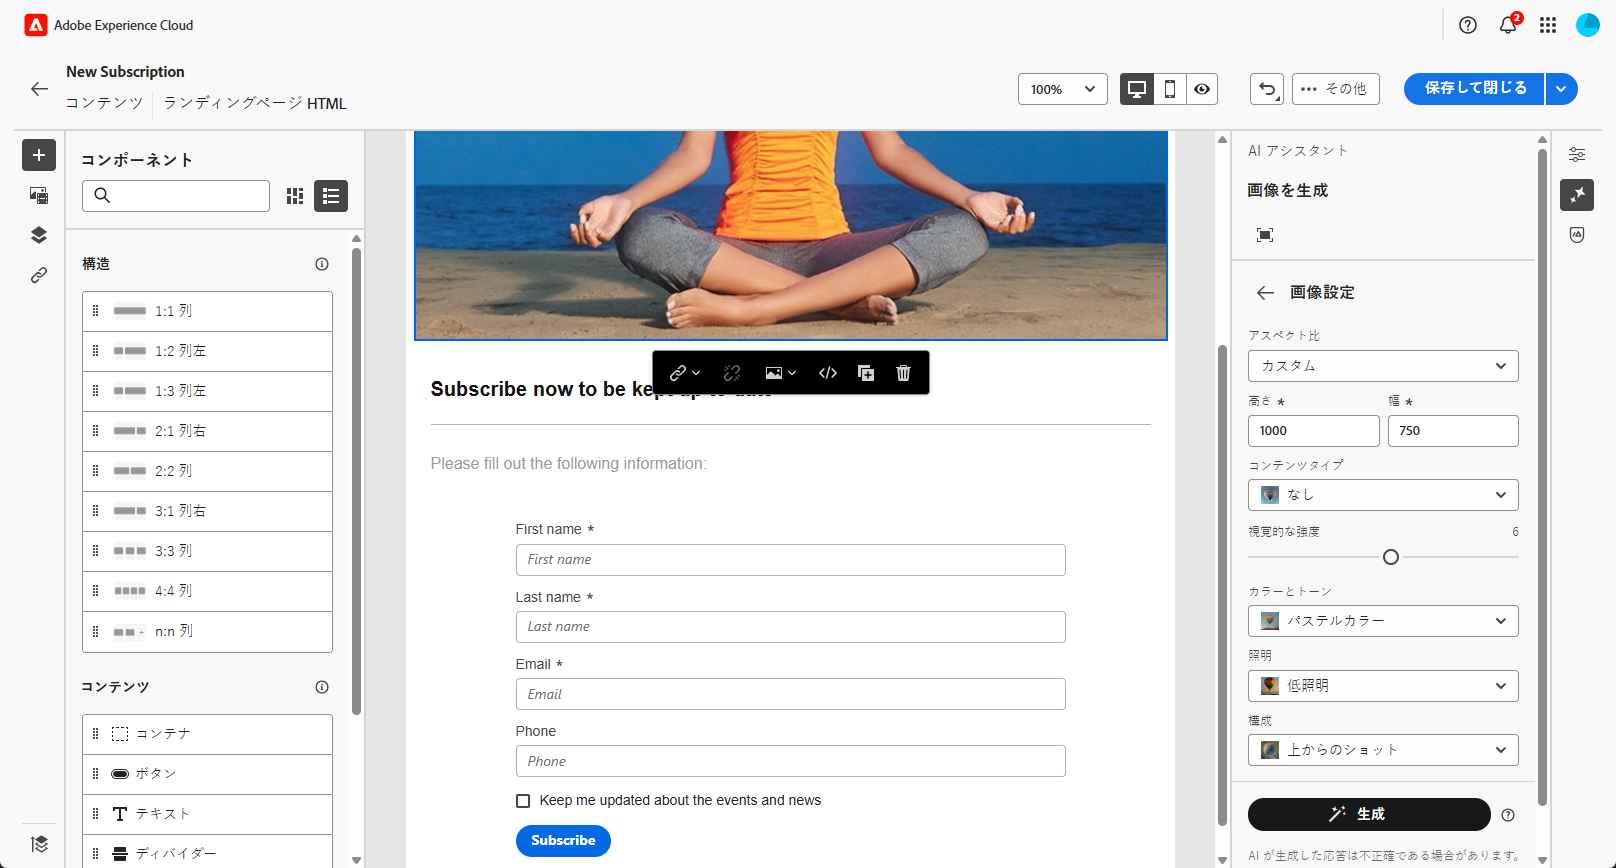 Adobe Experience Cloud
2
New Subscription
コンテンツ
ランディングページ HTML
100%
その他
保存して閉じる
コンポーネント
構造
1:1 列
1:2 列左
1:3 列左
2:1 列右
2:2 列
3:1 列右
3:3 列
4:4 列
n:n 列
コンテンツ
コンテナ
ボタン
テキスト
ディバイダー
Subscribe now to be
Please fill out the following information:
First name *
First name
Last name *
Last name
Email *
Email
Phone
Phone
Keep me updated about the events and news
Subscribe
AI アシスタント
画像を生成
画像設定
アスペクト比
カスタム
高さ *
幅 *
1000
750
コンテンツタイプ
なし
視覚的な強度
6
カラーとトーン
パステルカラー
照明
低照明
構成
上からのショット
生成
AI が生成した応答は不正確である場合があります。